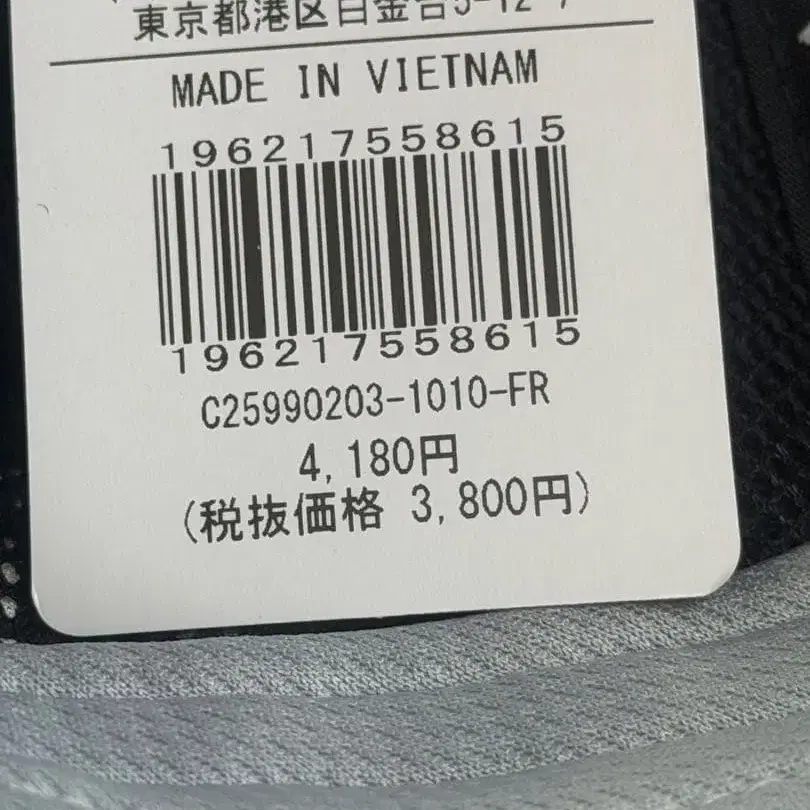 東京都港区白金台5-12-7
MADE IN VIETNAM
196217558615
196217558615
C25990203-1010-FR
4,180円
(税抜価格 3,800円)